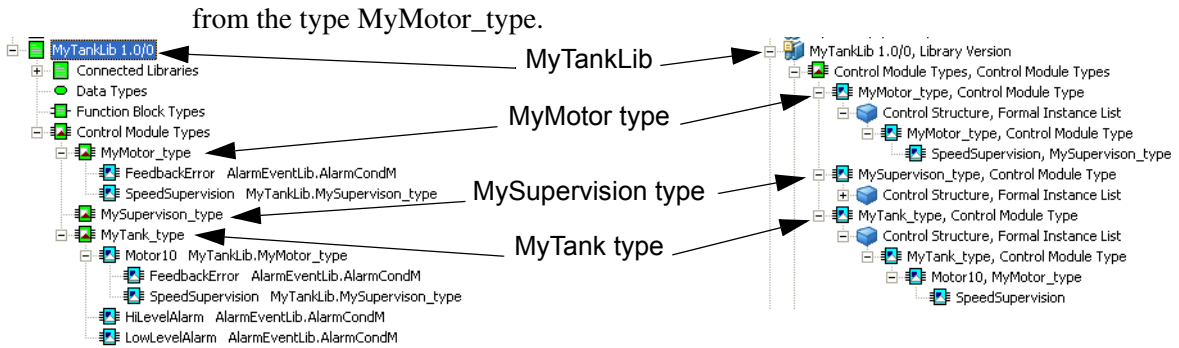 from the type MyMotor_type.
MyTankLib 1.0/0
Connected Libraries
Data Types
Function Block Types
Control Module Types
MyMotor_type
FeedbackError AlarmEventLib.AlarmCondM
SpeedSupervision MyTankLib.MySupervison_type
MySupervison_type
MyTank_type
Motor10 MyTankLib.MyMotor_type
FeedbackError AlarmEventLib.AlarmCondM
SpeedSupervision MyTankLib.MySupervison_type
HiLevelAlarm AlarmEventLib.AlarmCondM
LowLevelAlarm AlarmEventLib.AlarmCondM
MyTankLib
MyMotor type
MySupervision type
MyTank type
MyTankLib 1.0/0, Library Version
Control Module Types, Control Module Types
MyMotor_type, Control Module Type
Control Structure, Formal Instance List
MyMotor_type, Control Module Type
SpeedSupervision, MySupervison_type
MySupervison_type, Control Module Type
Control Structure, Formal Instance List
MyTank_type, Control Module Type
Control Structure, Formal Instance List
MyTank_type, Control Module Type
Motor10, MyMotor_type
SpeedSupervision